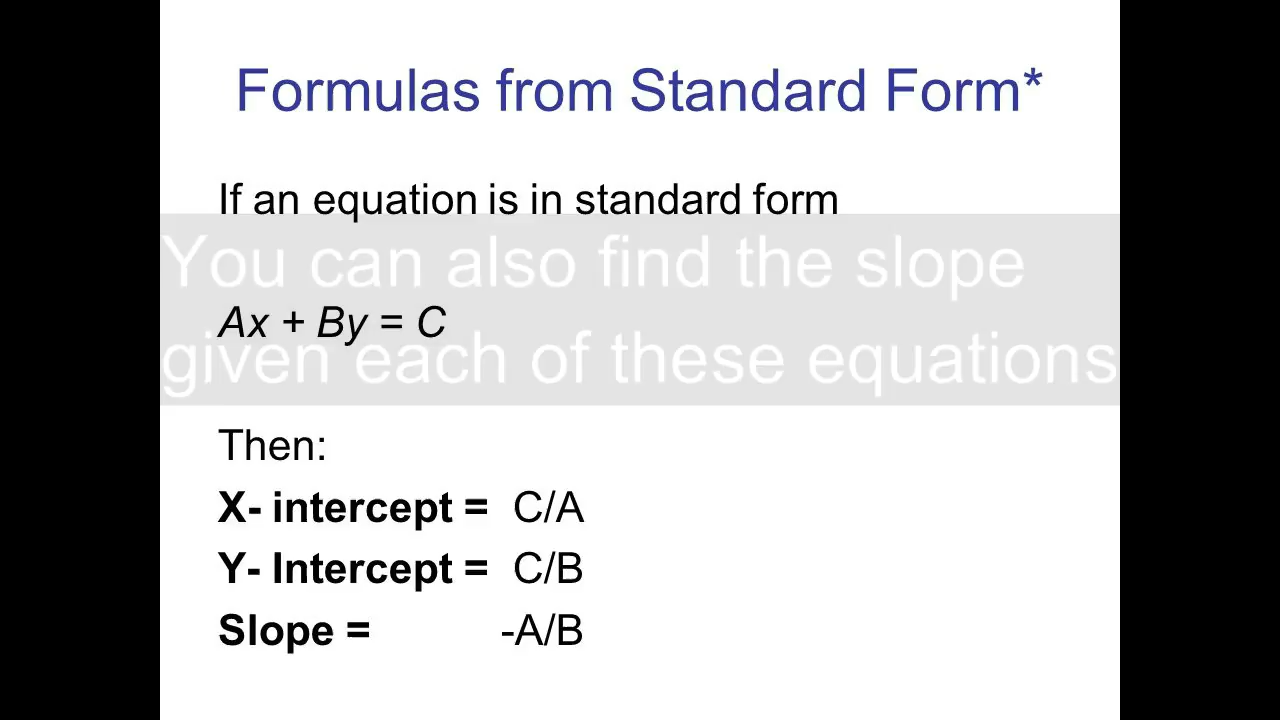 Formulas from Standard Form*
If an equation is in standard form
You can also find the slope
Ax + By = C
given each of these equations
Then:
X- intercept = C/A
Y- Intercept = C/B
Slope = -A/B